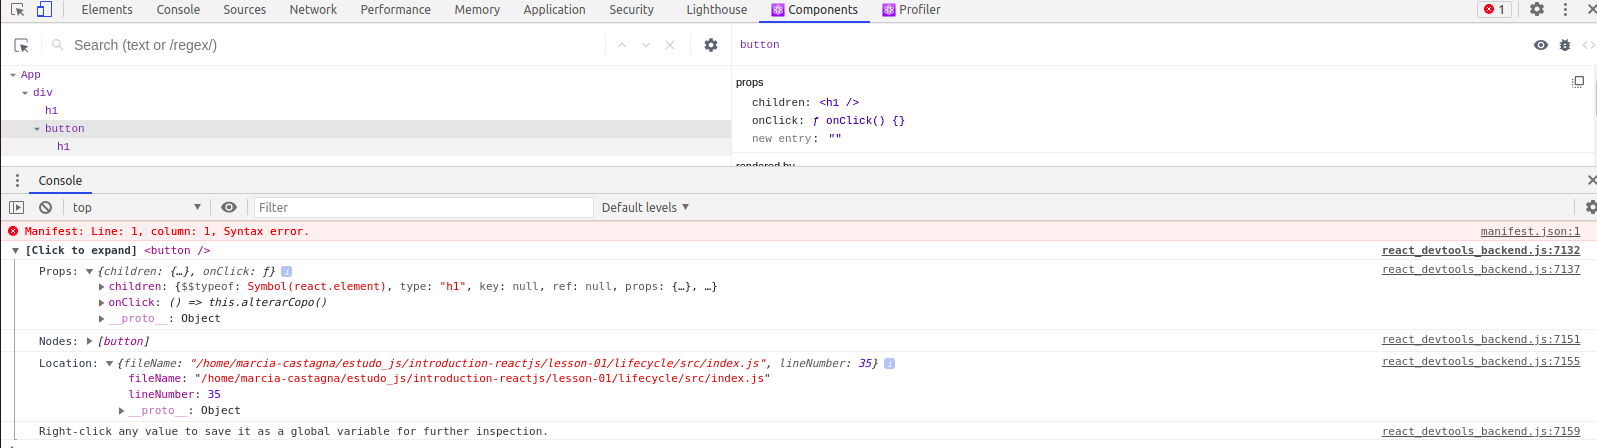 Elements Console Sources Network Performance Memory Application Security Lighthouse Components Profiler 1
Search (text or /regex/)
button
App
div
h1
button
h1
props
children: <h1 />
onClick: ƒ onClick() {}
new entry: ""
rendered by
Console
top Filter Default levels
Manifest: Line: 1, column: 1, Syntax error. manifest.json:1
[Click to expand] <button /> react_devtools_backend.js:7132
Props: {children: {…}, onClick: ƒ} i react_devtools_backend.js:7137
children: {$$typeof: Symbol(react.element), type: "h1", key: null, ref: null, props: {…}, …}
onClick: () => this.alterarCopo()
__proto__: Object
Nodes: [button] react_devtools_backend.js:7151
Location: {fileName: "/home/marcia-castagna/estudo_js/introduction-reactjs/lesson-01/lifecycle/src/index.js", lineNumber: 35} i react_devtools_backend.js:7155
fileName: "/home/marcia-castagna/estudo_js/introduction-reactjs/lesson-01/lifecycle/src/index.js"
lineNumber: 35
__proto__: Object
Right-click any value to save it as a global variable for further inspection. react_devtools_backend.js:7159